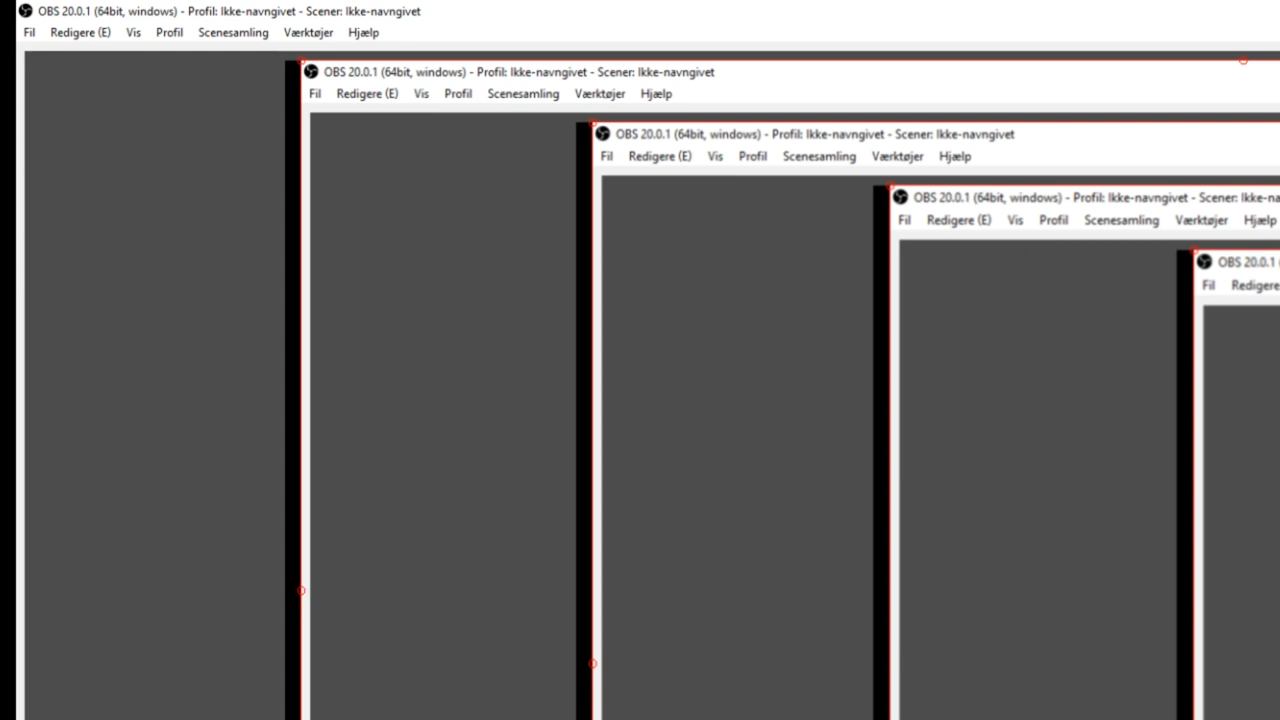 OBS 20.0.1 (64bit, windows) - Profil: Ikke-navngivet - Scener: Ikke-navngivet
Fil Redigere (E) Vis Profil Scenesamling Værktøjer Hjælp
OBS 20.0.1 (64bit, windows) - Profil: Ikke-navngivet - Scener: Ikke-navngivet
Fil Redigere (E) Vis Profil Scenesamling Værktøjer Hjælp
OBS 20.0.1 (64bit, windows) - Profil: Ikke-navngivet - Scener: Ikke-navngivet
Fil Redigere (E) Vis Profil Scenesamling Værktøjer Hjælp
OBS 20.0.1 (64bit, windows) - Profil: Ikke-navngivet - Scener: Ikke-na
Fil Redigere (E) Vis Profil Scenesamling Værktøjer Hjælp
OBS 20.0.1 (
Fil Redigere